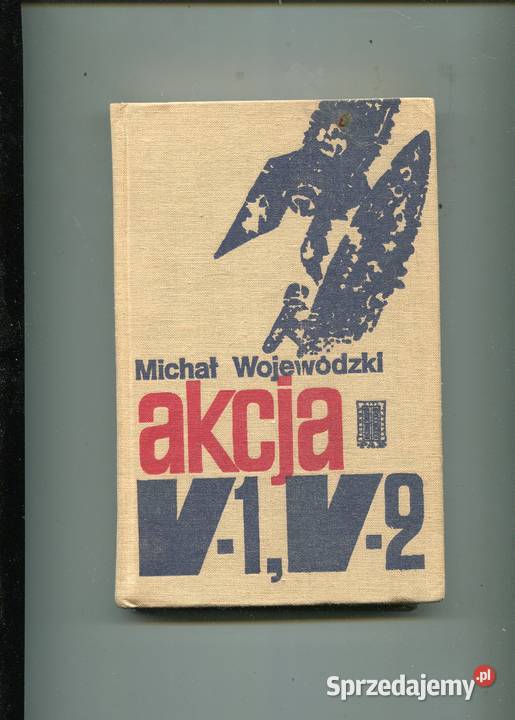 Michał Wojewódzki
akcja
V-1, V-2
Sprzedajemy.pl